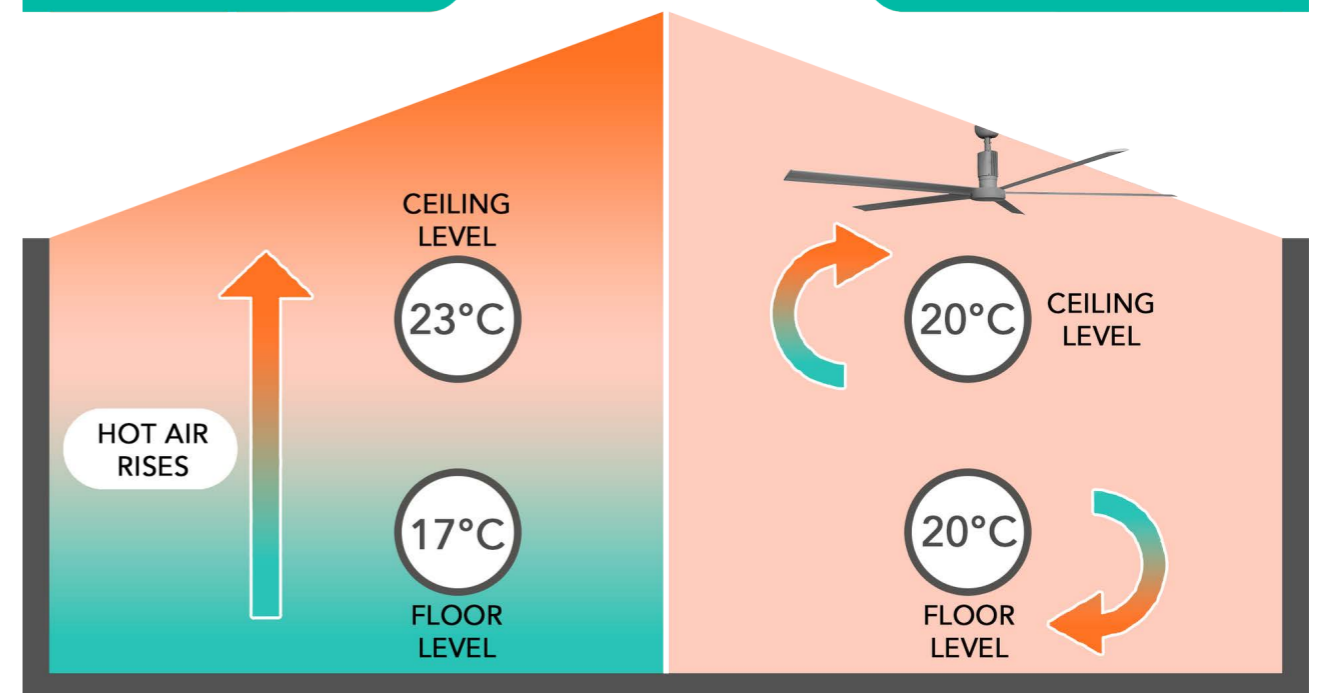 CEILING
LEVEL
23°C
HOT AIR
RISES
17°C
FLOOR
LEVEL
20°C
CEILING
LEVEL
20°C
FLOOR
LEVEL